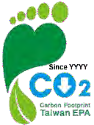 Since YYYY
CO2
Carbon Footprint
Taiwan EPA